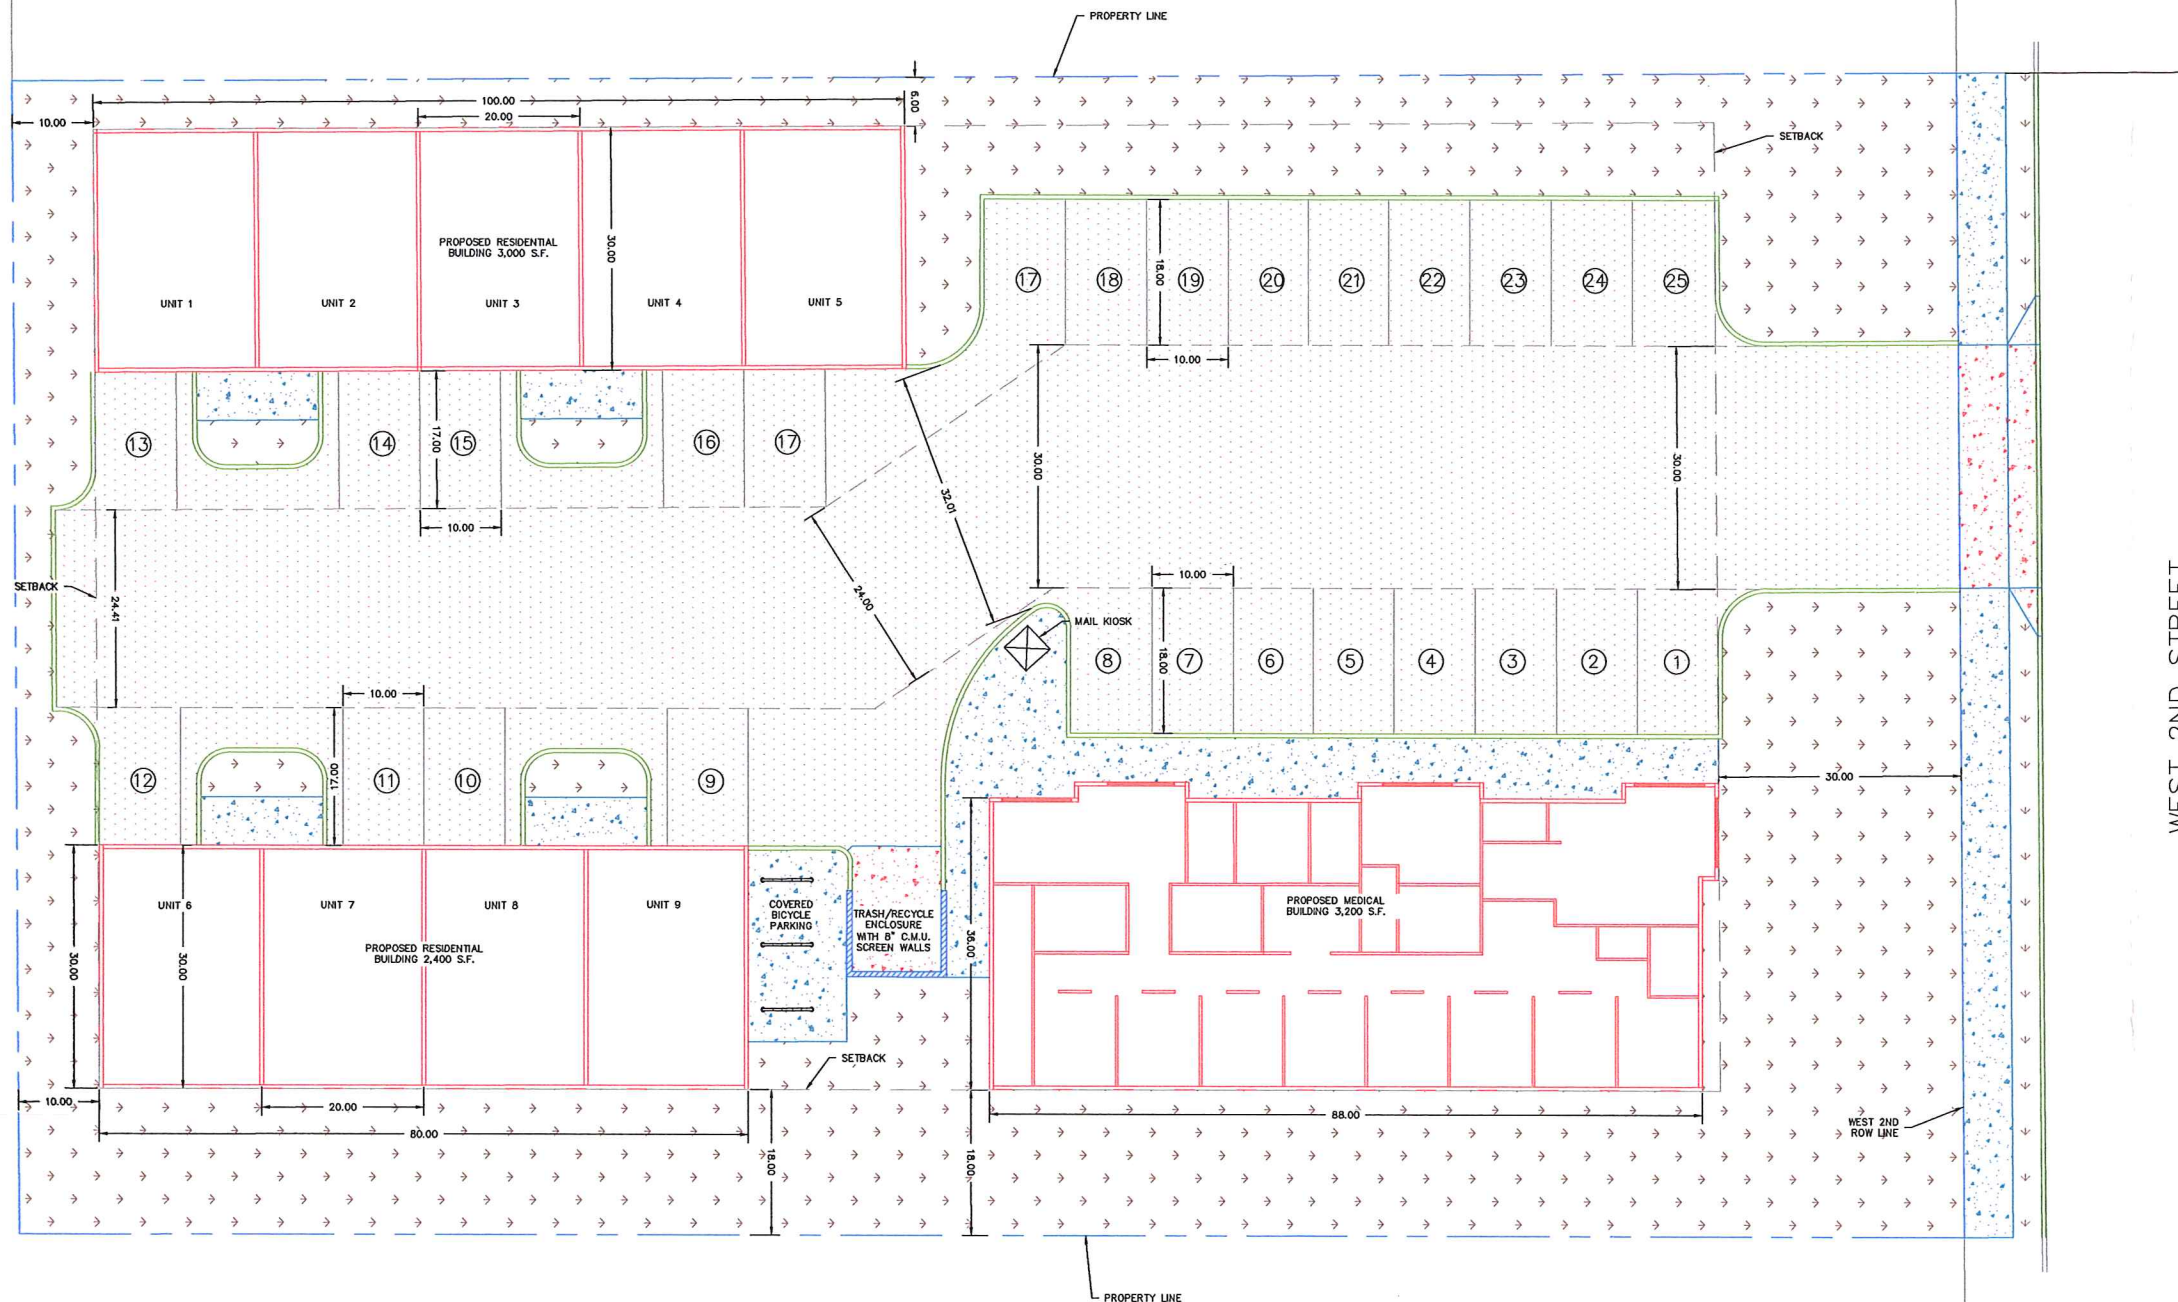 PROPERTY LINE
100.00
20.00
6.00
10.00
SETBACK
PROPOSED RESIDENTIAL
BUILDING 3,000 S.F.
30.00
UNIT 1
UNIT 2
UNIT 3
UNIT 4
UNIT 5
18.00
17
18
19
20
21
22
23
24
25
10.00
13
14
17.00
15
16
17
10.00
32.01
30.00
30.00
SETBACK
24.41
24.00
10.00
MAIL KIOSK
18.00
8
7
6
5
4
3
2
1
WEST 2ND STREET
10.00
17.00
12
11
10
9
30.00
UNIT 6
UNIT 7
UNIT 8
UNIT 9
COVERED
BICYCLE
PARKING
TRASH/RECYCLE
ENCLOSURE
WITH 8" C.M.U.
SCREEN WALLS
PROPOSED MEDICAL
BUILDING 3,200 S.F.
PROPOSED RESIDENTIAL
BUILDING 2,400 S.F.
30.00
30.00
36.00
SETBACK
10.00
20.00
80.00
88.00
WEST 2ND
ROW LINE
18.00
18.00
PROPERTY LINE